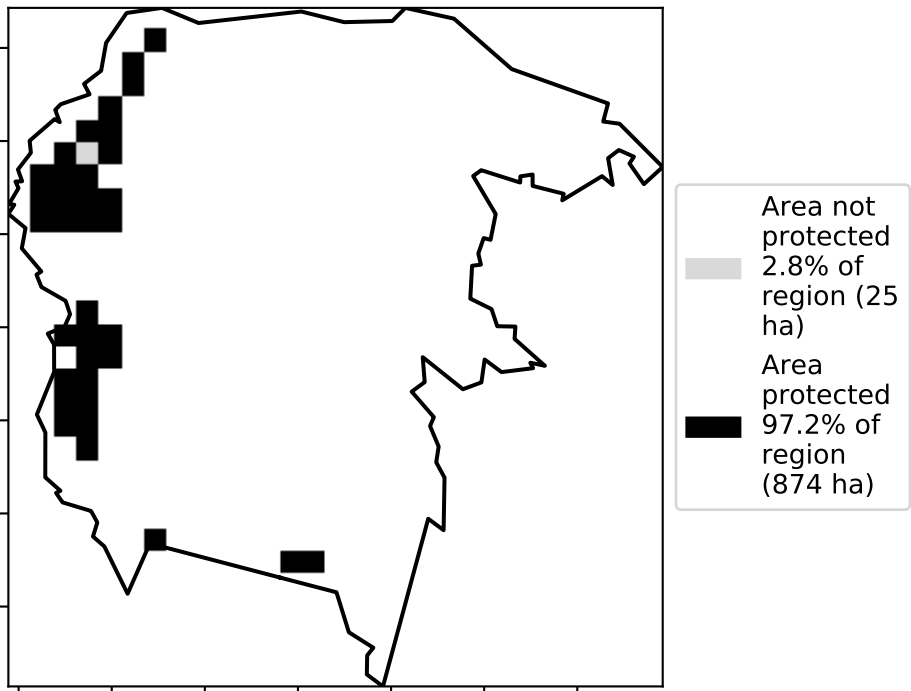 Area not
protected
2.8% of
region (25
ha)
Area
protected
97.2% of
region
(874 ha)